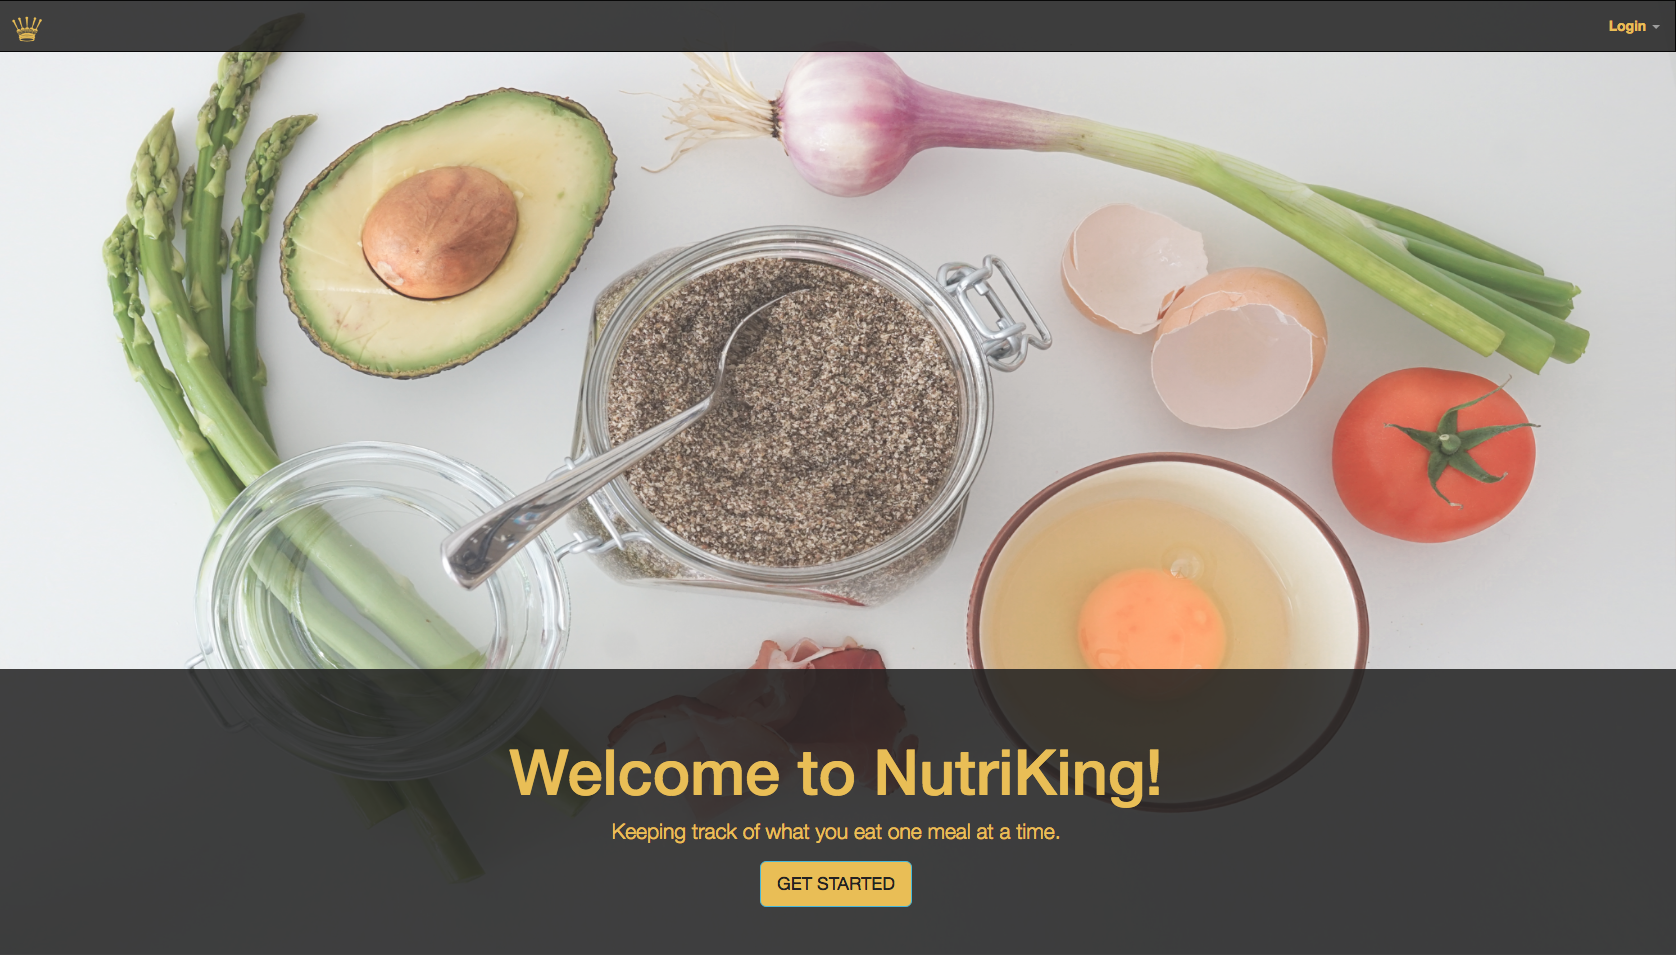 Login
Welcome to NutriKing!
Keeping track of what you eat one meal at a time.
GET STARTED